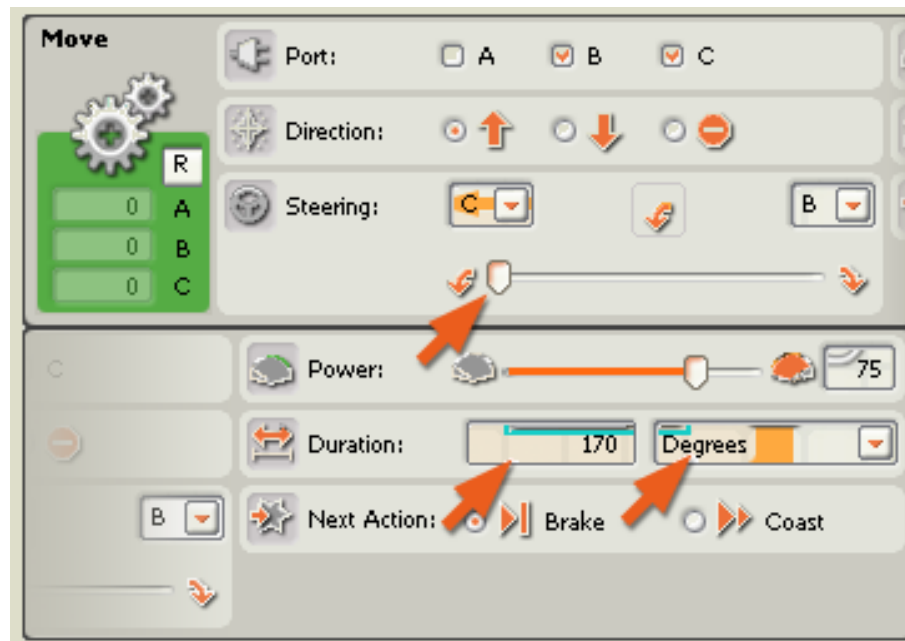 Move
Port: A B C
Direction:
R
0 A
Steering: C B
0 B
0 C
C
Power: 75
Duration: 170 Degrees
B
Next Action: Brake Coast